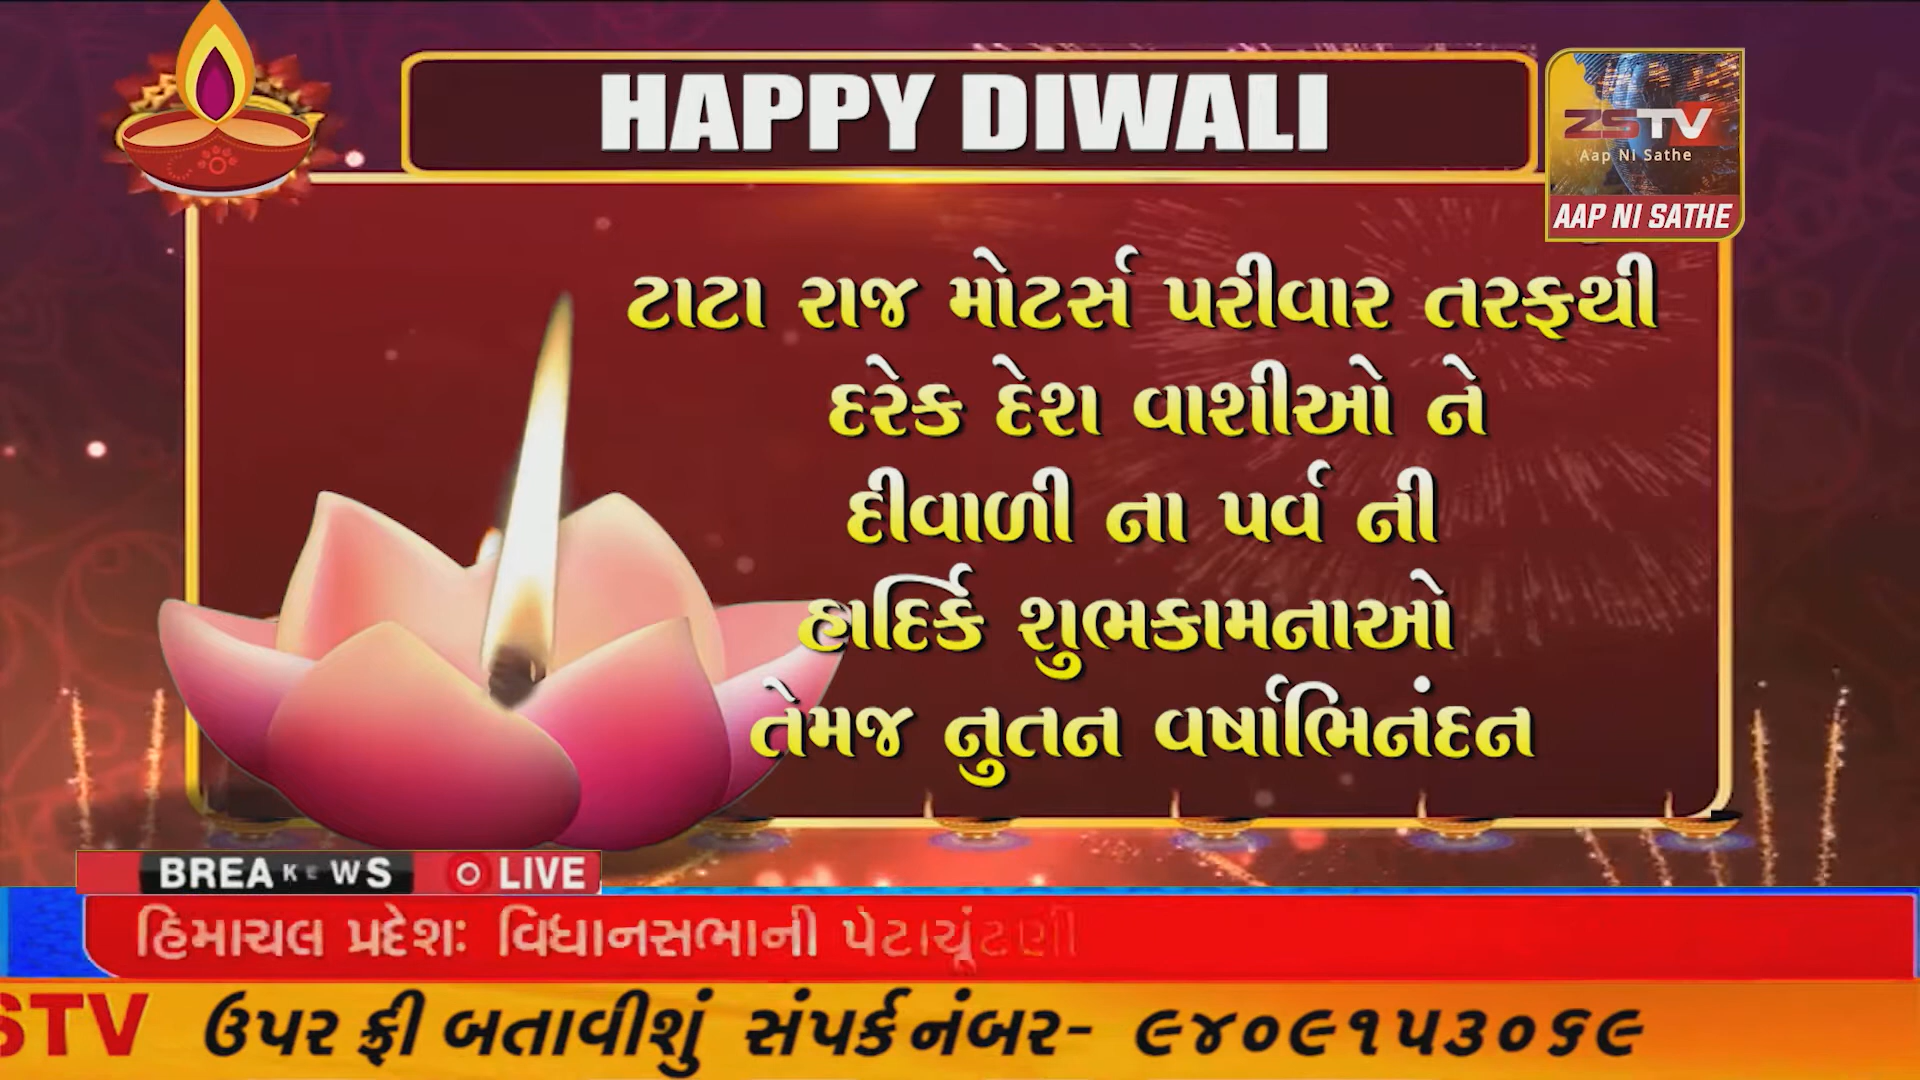 HAPPY DIWALI
ZSTV
Aap Ni Sathe
AAP NI SATHE
ટાટા રાજ મોટર્સ પરીવાર તરફથી
દરેક દેશ વાશીઓ ને
દીવાળી ના પર્વ ની
હાર્દિક શુભકામનાઓ
તેમજ નુતન વર્ષાભિનંદન
BREAKEWS
LIVE
હિમાચલ પ્રદેશઃ વિધાનસભાની પેટાચૂંટણી
STV ઉપર ફ્રી બતાવીશું સંપર્ક નંબર- ૯૪૦૯૧૫૩૦૬૯